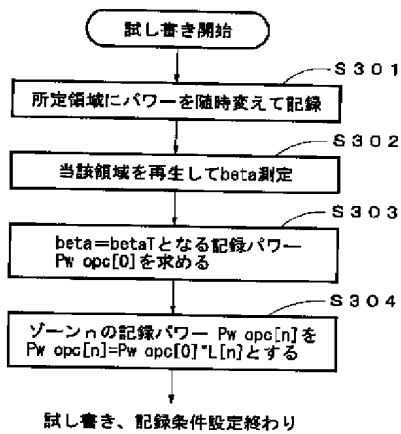 試し書き開始
S301
所定領域にパワーを随時変えて記録
S302
当該領域を再生してbeta測定
S303
beta=betaTとなる記録パワー
Pw opc[0]を求める
S304
ゾーンnの記録パワー Pw opc[n]を
Pw opc[n]=Pw opc[0]*L[n]とする
試し書き、記録条件設定終わり